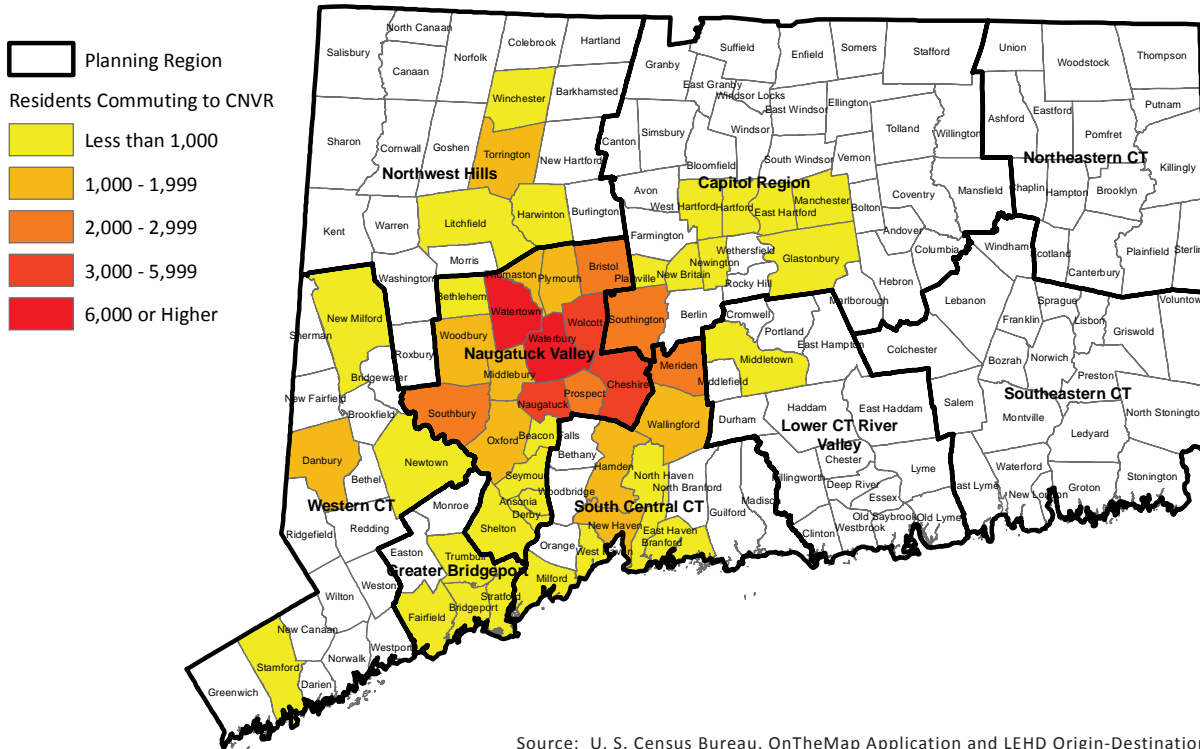 Planning Region
Residents Commuting to CNVR
Less than 1,000
1,000 - 1,999
2,000 - 2,999
3,000 - 5,999
6,000 or Higher
North Canaan
Colebrook
Hartland
Salisbury
Norfolk
Canaan
Suffield
Enfield
Somers
Stafford
Union
Woodstock
Thompson
Granby
East Granby
Windsor Locks
East Windsor
Winchester
Barkhamsted
Ellington
Eastford
Putnam
Ashford
Pomfret
Sharon
Cornwall
Goshen
Torrington
New Hartford
Canton
Simsbury
Windsor
Bloomfield
Tolland
Willington
South Windsor
Vernon
Northeastern CT
Killingly
Northwest Hills
Capitol Region
Avon
West Hartford
Hartford
East Hartford
Manchester
Bolton
Coventry
Mansfield
Chaplin
Hampton
Brooklyn
Kent
Warren
Litchfield
Harwinton
Burlington
Farmington
Andover
Columbia
Windham
Scotland
Canterbury
Plainfield
Sterlin
Morris
Washington
Thomaston
Plymouth
Bristol
Plainville
New Britain
Newington
Wethersfield
Rocky Hill
Glastonbury
Hebron
Marlborough
Lebanon
Sprague
Franklin
Lisbon
Griswold
Voluntow
Bethlehem
Watertown
Wolcott
Southington
Berlin
Cromwell
Portland
East Hampton
Colchester
Bozrah
Norwich
Preston
Sherman
New Milford
Roxbury
Woodbury
Waterbury
Naugatuck Valley
Middlebury
Meriden
Middletown
Middlefield
Bridgewater
Cheshire
Prospect
Naugatuck
New Fairfield
Brookfield
Southbury
Wallingford
Durham
Haddam
East Haddam
Salem
Southeastern CT
Montville
North Stonington
Ledyard
Lower CT River
Valley
Danbury
Newtown
Bethel
Oxford
Beacon Falls
Bethany
Hamden
North Haven
North Branford
Chester
Lyme
Killingworth
Deep River
Essex
Waterford
East Lyme
New London
Groton
Stonington
Seymour
Woodbridge
Ansonia
Derby
Shelton
Western CT
Monroe
South Central CT
Guilford
Madison
Clinton
Westbrook
Old Saybrook
Old Lyme
Ridgefield
Redding
Easton
New Haven
East Haven
Branford
West Haven
Orange
Milford
Trumbull
Greater Bridgeport
Stratford
Bridgeport
Fairfield
Weston
Wilton
New Canaan
Norwalk
Westport
Stamford
Darien
Greenwich
Source: U. S. Census Bureau, OnTheMap Application and LEHD Origin-Destination